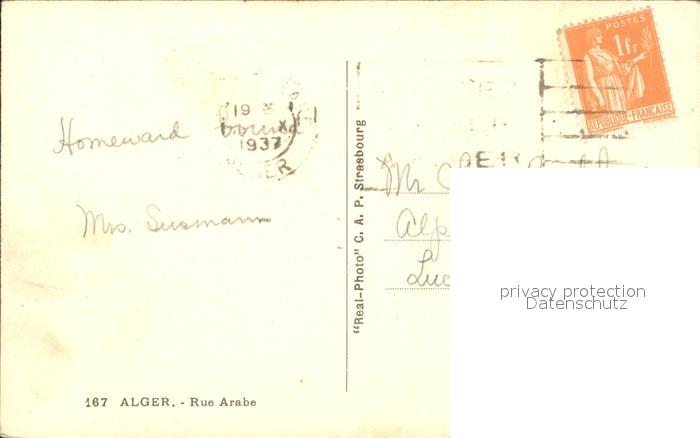 Homeward bound
Mrs. Susmann
167 ALGER. - Rue Arabe
19
1937
"Real-Photo" C. A. P. Strasbourg
POSTES
1fr
REPUBLIQUE-FRANÇAISE
Mr
privacy protection
Datenschutz